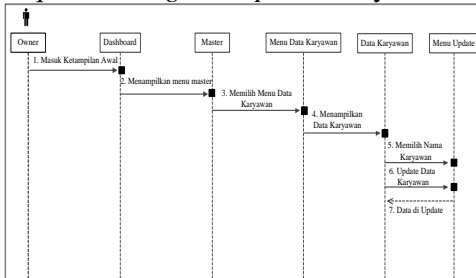 Owner
Dashboard
Master
Menu Data Karyawan
Data Karyawan
Menu Update
1. Masuk Ketampilan Awal
2. Menampilkan menu master
3. Memilih Menu Data
Karyawan
4. Menampilkan
Data Karyawan
5. Memilih Nama
Karyawan
6. Update Data
Karyawan
7. Data di Update